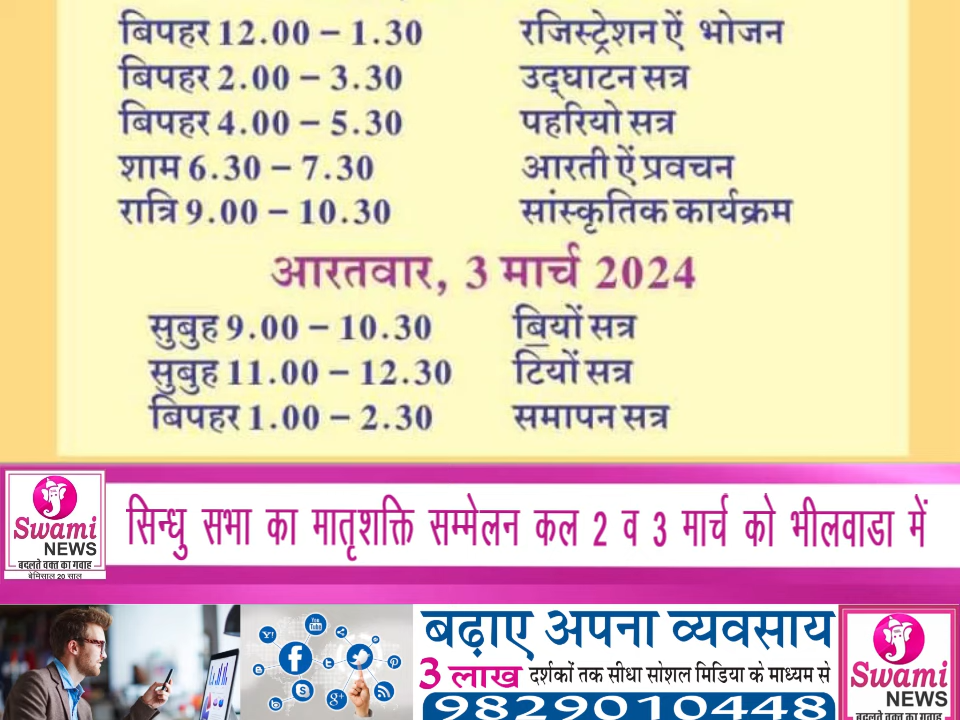 बिपहर 12.00 – 1.30 रजिस्ट्रेशन ऐं भोजन
बिपहर 2.00 – 3.30 उद्घाटन सत्र
बिपहर 4.00 – 5.30 पहरियो सत्र
शाम 6.30 – 7.30 आरती ऐं प्रवचन
रात्रि 9.00 – 10.30 सांस्कृतिक कार्यक्रम
आरतवार, 3 मार्च 2024
सुबुह 9.00 – 10.30 ॿियों सत्र
सुबुह 11.00 – 12.30 टियों सत्र
बिपहर 1.00 – 2.30 समापन सत्र
Swami
NEWS
बदलते वक्त का गवाह
बेमिसाल 20 साल
सिन्धु सभा का मातृशक्ति सम्मेलन कल 2 व 3 मार्च को भीलवाडा में
बढ़ाए अपना व्यवसाय
3 लाख दर्शकों तक सीधा सोशल मिडिया के माध्यम से
9829010448
Swami
NEWS
बदलते वक्त का गवाह